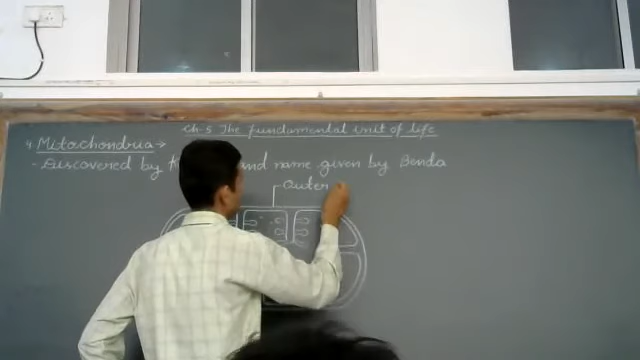 Ch-5 The fundamental unit of life
4. Mitochondria →
- Discovered by and name given by Benda
Outer